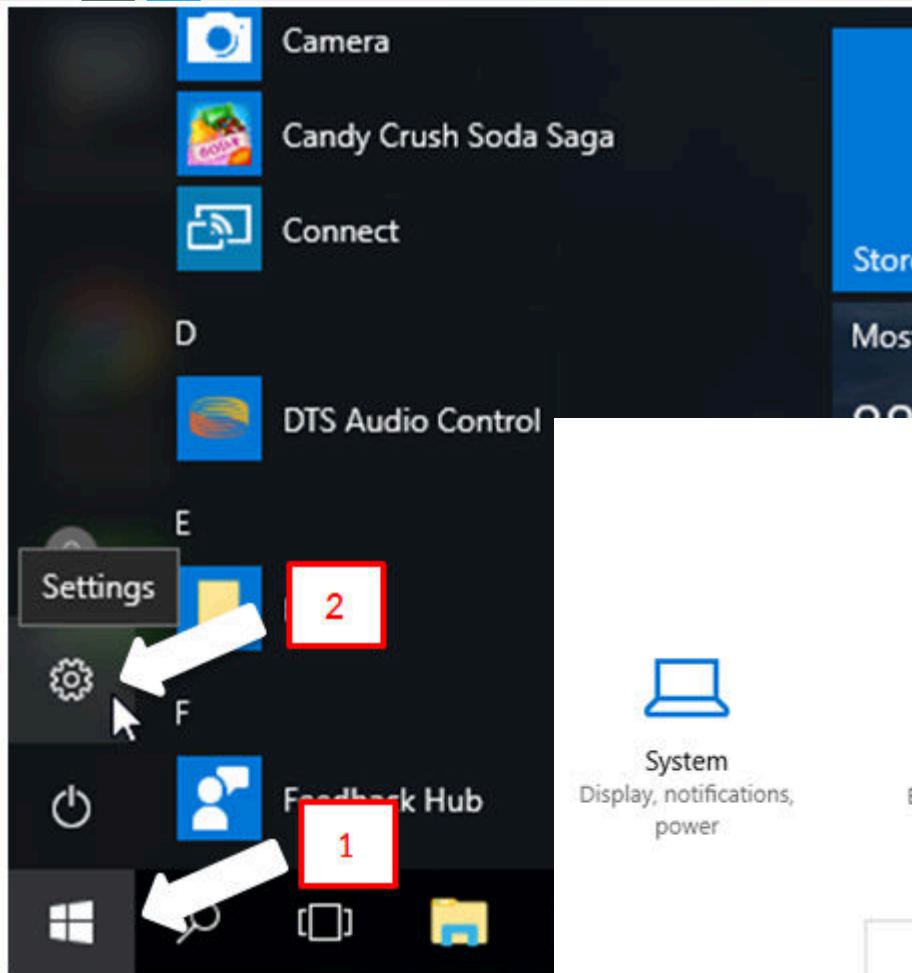 Camera
Candy Crush Soda Saga
Connect
D
DTS Audio Control
E
Settings
2
F
Feedback Hub
1
Stor
Mos
System
Display, notifications,
power